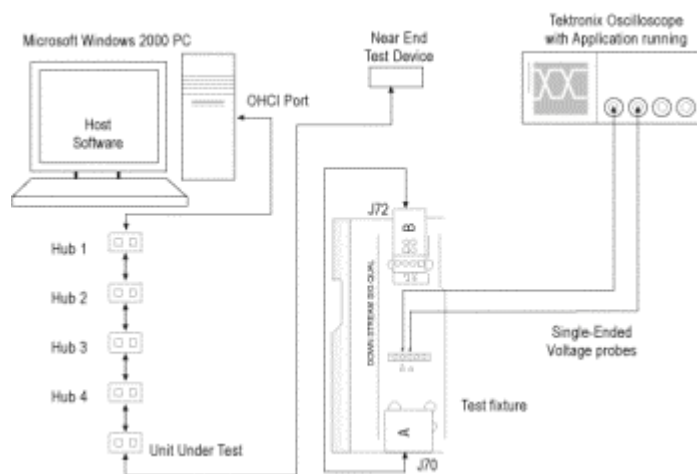 Microsoft Windows 2000 PC
Near End
Test Device
Tektronix Oscilloscope
with Application running
OHCI Port
Host
Software
J72
B
Hub 1
Hub 2
Hub 3
Hub 4
Unit Under Test
DOWN STREAM SIG QUAL
Single-Ended
Voltage probes
Test fixture
A
J70